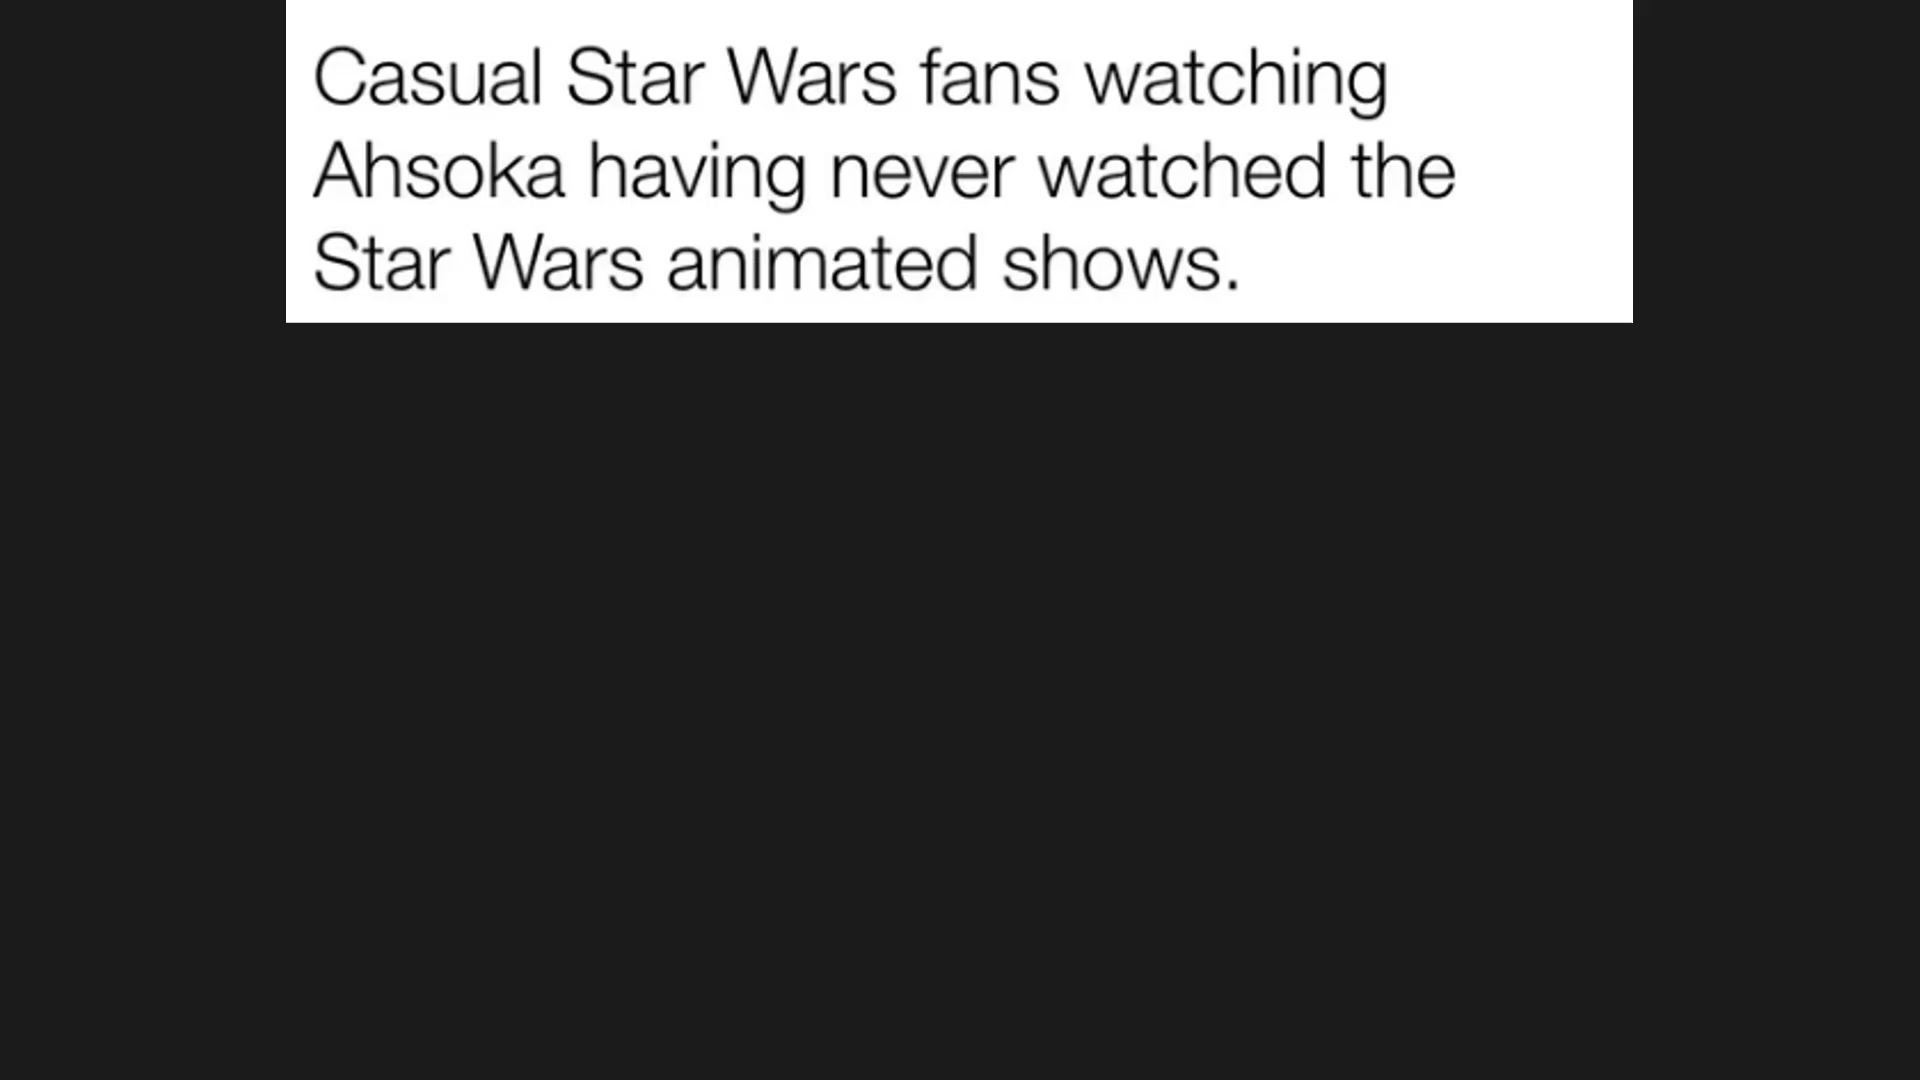 Casual Star Wars fans watching
Ahsoka having never watched the
Star Wars animated shows.